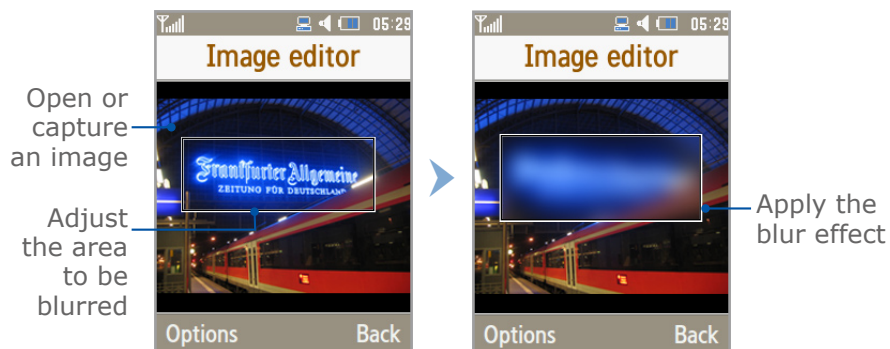 05:29
Image editor
Open or
capture
an image
Frankfurter Allgemeine
ZEITUNG FÜR DEUTSCHLAND
Adjust
the area
to be
blurred
Options Back
05:29
Image editor
Apply the
blur effect
Options Back